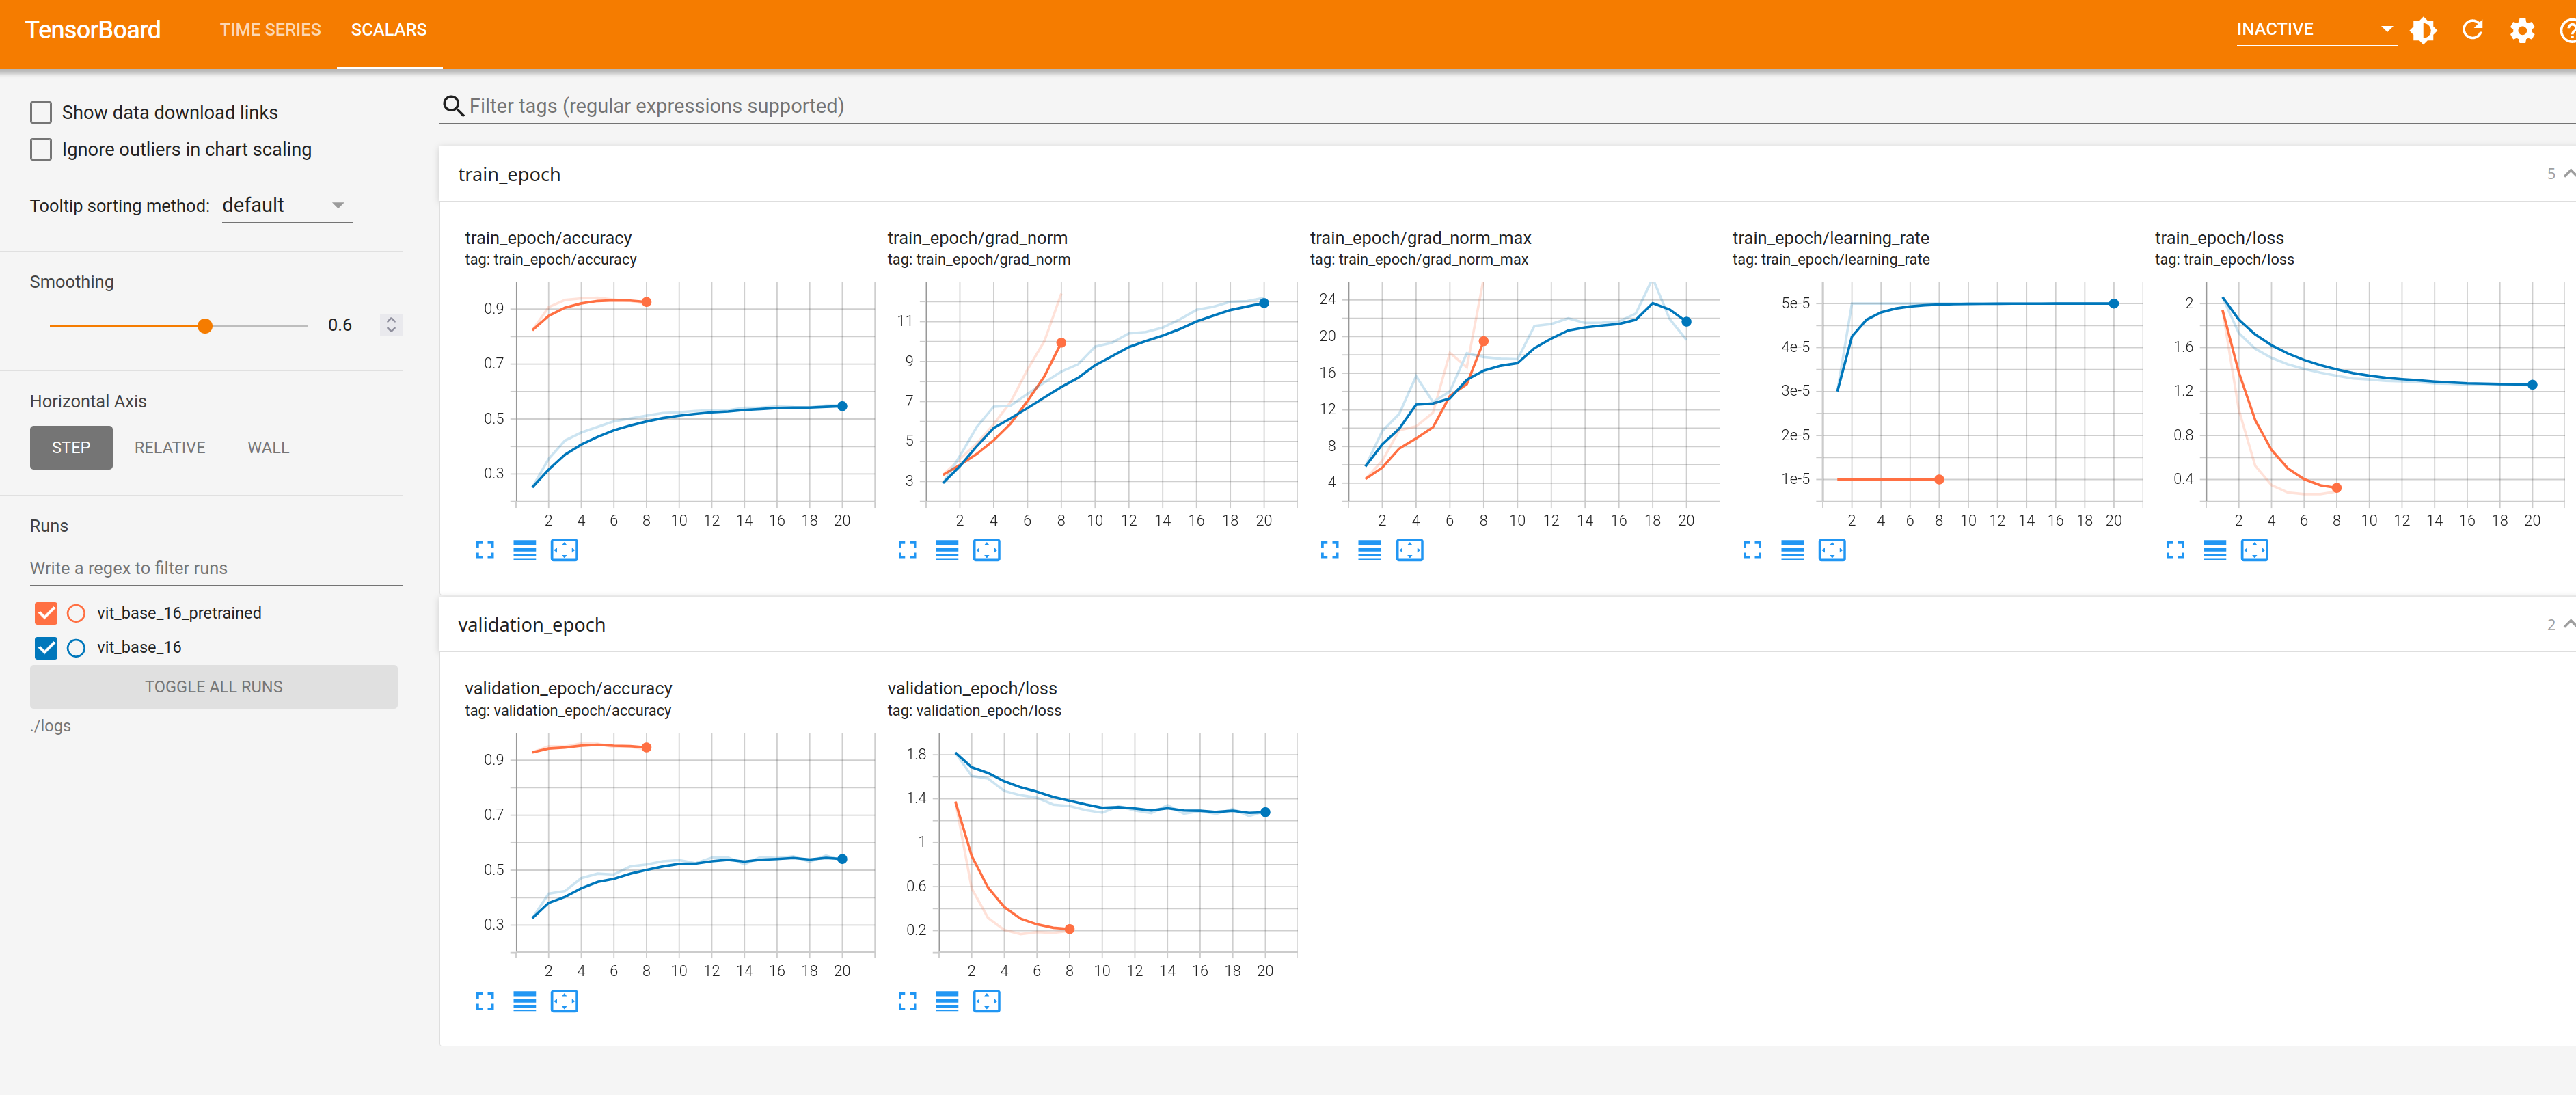 TensorBoard TIME SERIES SCALARS INACTIVE
Show data download links
Ignore outliers in chart scaling
Tooltip sorting method: default
Smoothing
0.6
Horizontal Axis
STEP RELATIVE WALL
Runs
Write a regex to filter runs
vit_base_16_pretrained
vit_base_16
TOGGLE ALL RUNS
./logs
Filter tags (regular expressions supported)
train_epoch 5
train_epoch/accuracy
tag: train_epoch/accuracy
0.9
0.7
0.5
0.3
2 4 6 8 10 12 14 16 18 20
train_epoch/grad_norm
tag: train_epoch/grad_norm
11
9
7
5
3
2 4 6 8 10 12 14 16 18 20
train_epoch/grad_norm_max
tag: train_epoch/grad_norm_max
24
20
16
12
8
4
2 4 6 8 10 12 14 16 18 20
train_epoch/learning_rate
tag: train_epoch/learning_rate
5e-5
4e-5
3e-5
2e-5
1e-5
2 4 6 8 10 12 14 16 18 20
train_epoch/loss
tag: train_epoch/loss
2
1.6
1.2
0.8
0.4
2 4 6 8 10 12 14 16 18 20
validation_epoch 2
validation_epoch/accuracy
tag: validation_epoch/accuracy
0.9
0.7
0.5
0.3
2 4 6 8 10 12 14 16 18 20
validation_epoch/loss
tag: validation_epoch/loss
1.8
1.4
1
0.6
0.2
2 4 6 8 10 12 14 16 18 20